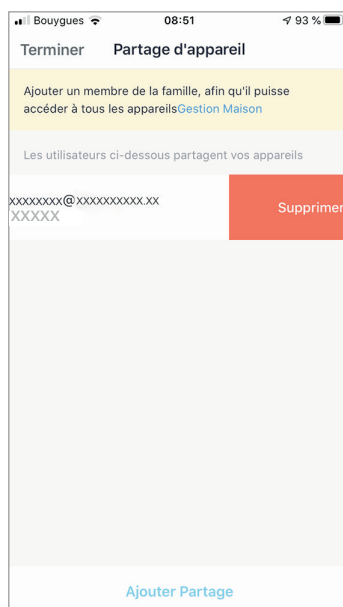 Bouygues 08:51 93 %
Terminer Partage d'appareil
Ajouter un membre de la famille, afin qu'il puisse
accéder à tous les appareilsGestion Maison
Les utilisateurs ci-dessous partagent vos appareils
xxxxxxxx@xxxxxxxxxx.xx
XXXXX
Supprimer
Ajouter Partage